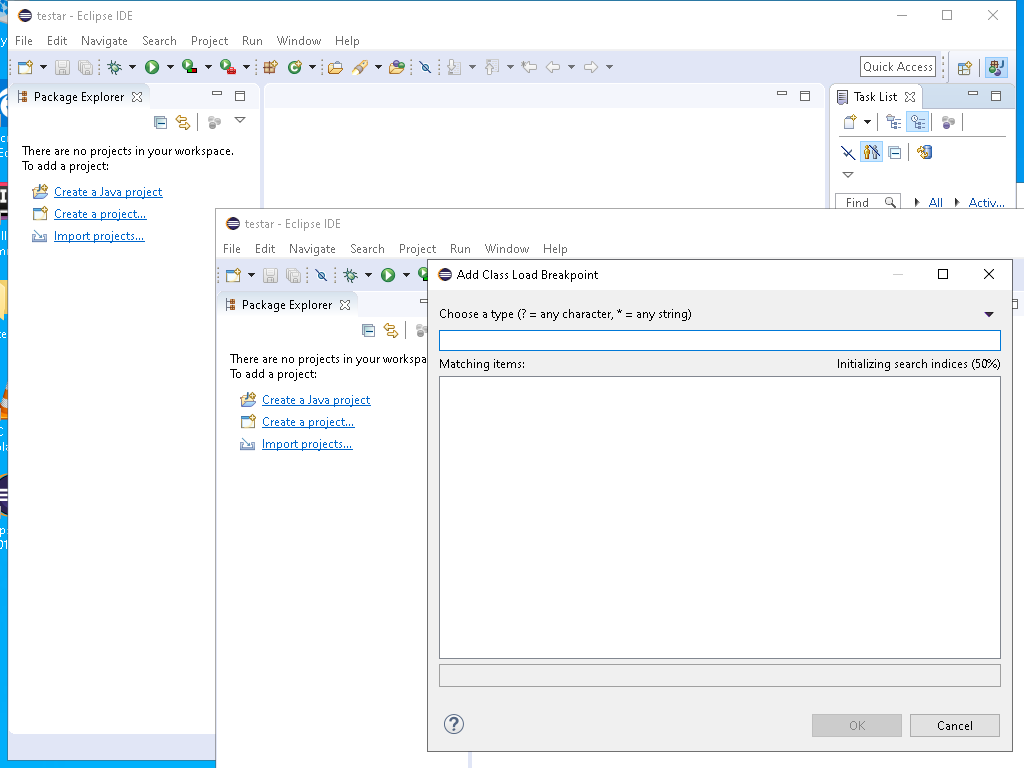 testar - Eclipse IDE
File Edit Navigate Search Project Run Window Help
Quick Access
Package Explorer
Task List
There are no projects in your workspace.
To add a project:
Create a Java project
Create a project...
Import projects...
Find All Activ...
testar - Eclipse IDE
File Edit Navigate Search Project Run Window Help
Package Explorer
There are no projects in your workspa
To add a project:
Create a Java project
Create a project...
Import projects...
Add Class Load Breakpoint
Choose a type (? = any character, * = any string)
Matching items:
Initializing search indices (50%)
OK
Cancel